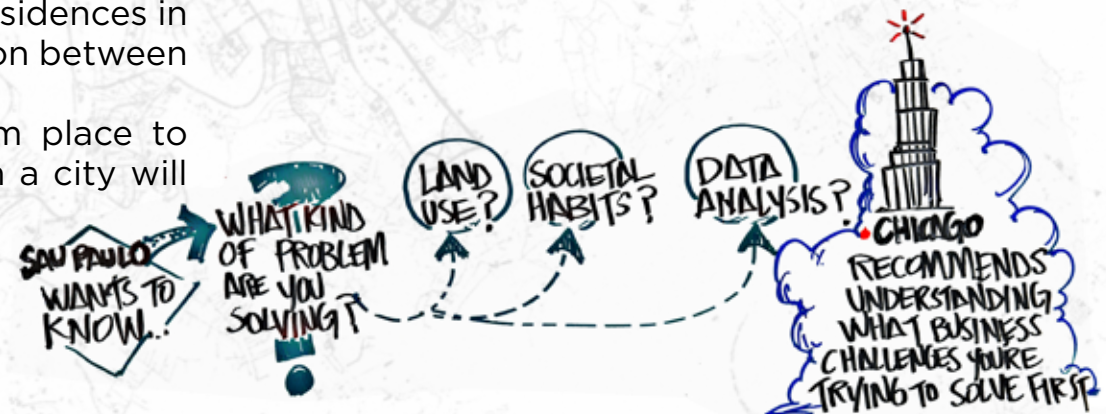 sidences in
on between
m place to
n a city will
SAU PAULO
WANTS TO
KNOW...
WHAT KIND
OF PROBLEM
ARE YOU
SOLVING?
LAND
USE?
SOCIETAL
HABITS?
DATA
ANALYSIS?
CHICAGO
RECOMMENDS
UNDERSTANDING
WHAT BUSINESS
CHALLENGES YOU'RE
TRYING TO SOLVE FIRST